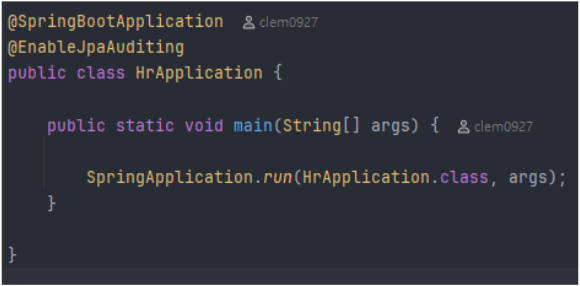 @SpringBootApplication clem0927
@EnableJpaAuditing
public class HrApplication {
public static void main(String[] args) { clem0927
SpringApplication.run(HrApplication.class, args);
}
}